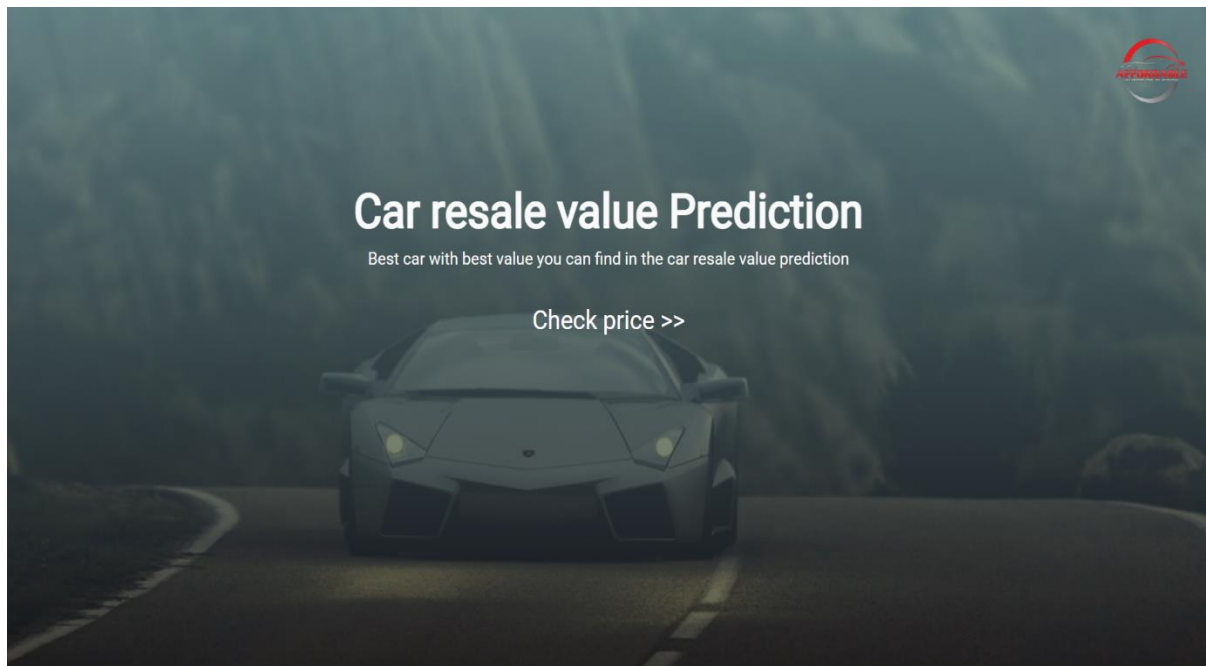 AFFORDABLE
Car resale value Prediction
Best car with best value you can find in the car resale value prediction
Check price >>